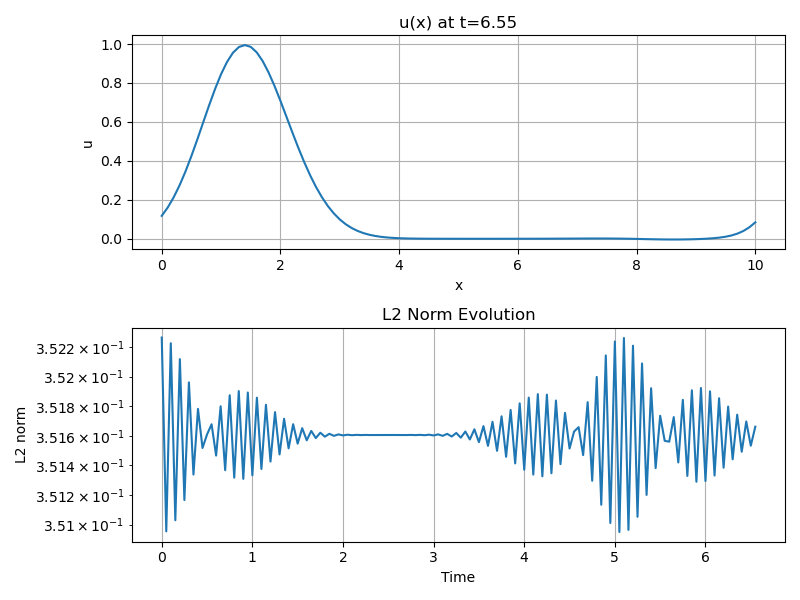 u(x) at t=6.55
1.0
0.8
0.6
0.4
0.2
0.0
u
0 2 4 6 8 10
x
L2 Norm Evolution
3.522 × 10⁻¹
3.52 × 10⁻¹
3.518 × 10⁻¹
3.516 × 10⁻¹
3.514 × 10⁻¹
3.512 × 10⁻¹
3.51 × 10⁻¹
L2 norm
0 1 2 3 4 5 6
Time